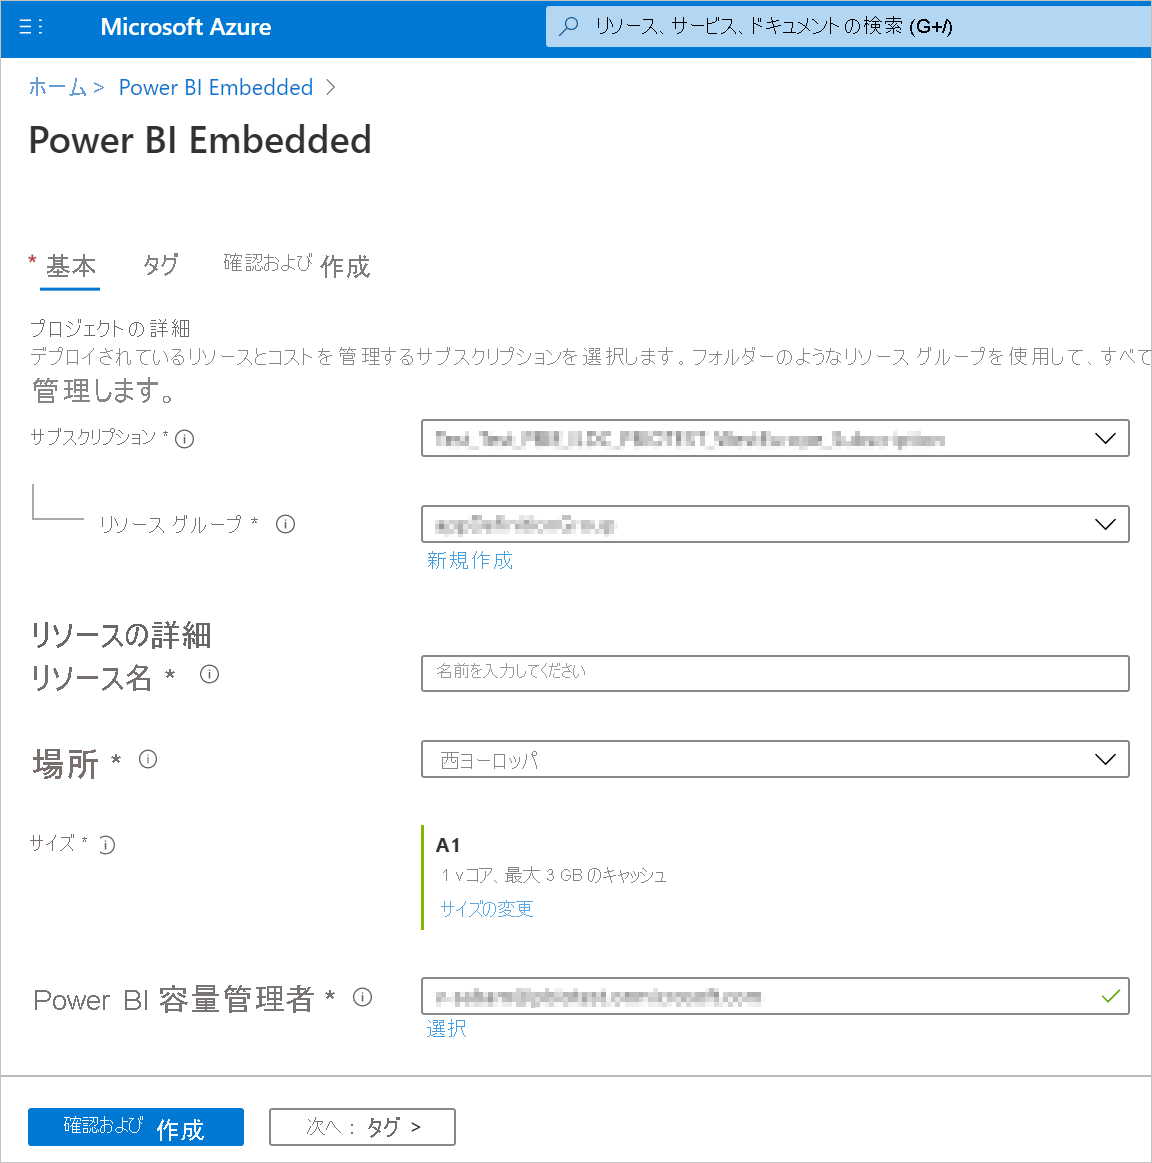 Microsoft Azure
リソース、サービス、ドキュメントの検索 (G+/)
ホーム > Power BI Embedded >
Power BI Embedded
* 基本 タグ 確認および 作成
プロジェクトの詳細
デプロイされているリソースとコストを管理するサブスクリプションを選択します。フォルダーのようなリソース グループを使用して、すべて
管理します。
サブスクリプション *
リソース グループ *
新規作成
リソースの詳細
リソース名 *
名前を入力してください
場所 *
西ヨーロッパ
サイズ *
A1
1 v コア、最大 3 GB のキャッシュ
サイズの変更
Power BI 容量管理者 *
選択
確認および 作成
次へ : タグ >